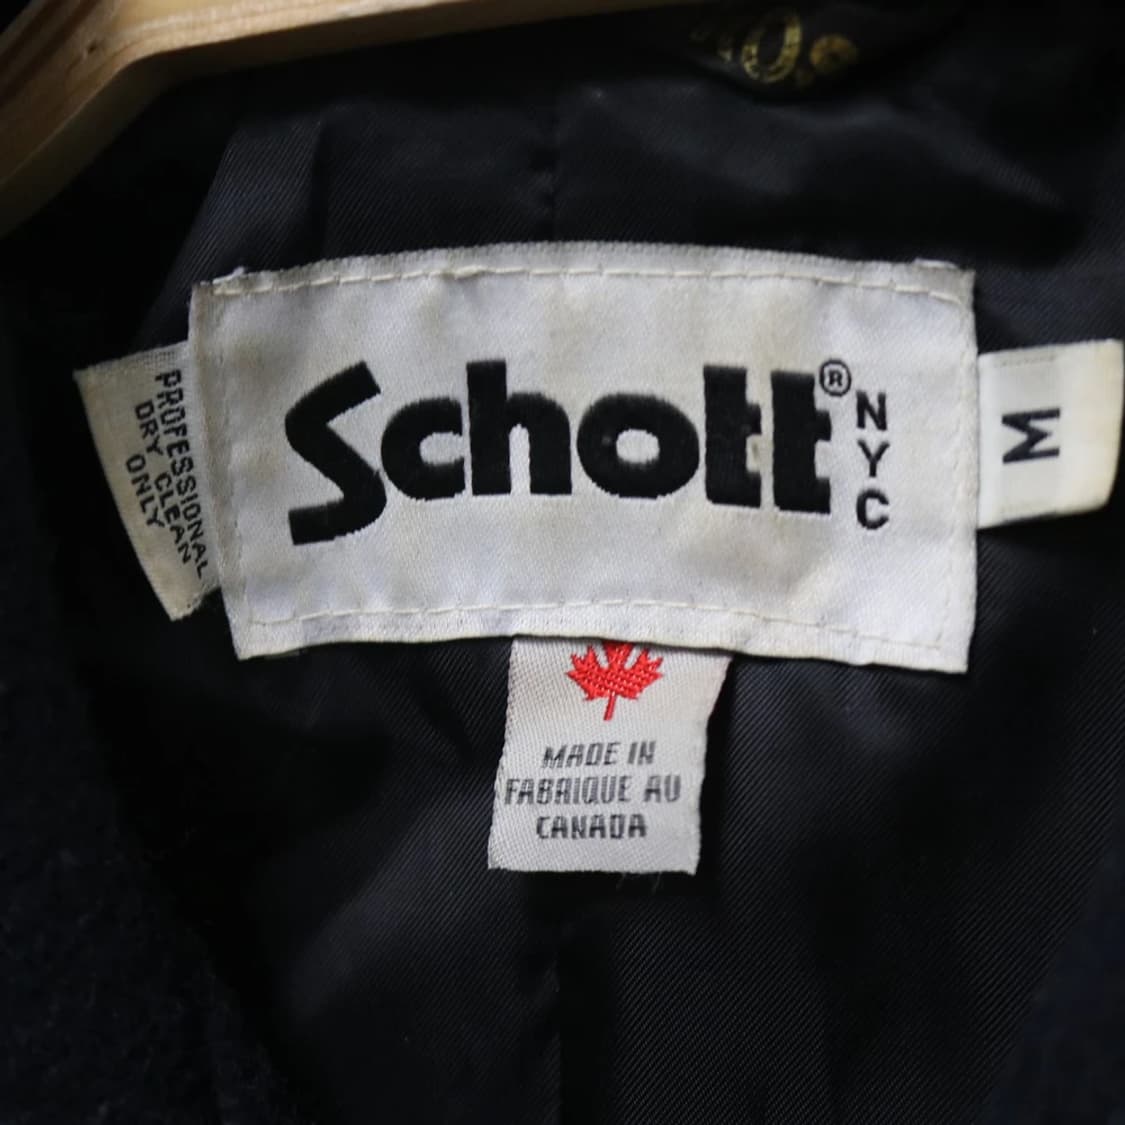 Schott®
NYC
M
PROFESSIONAL
DRY CLEAN
ONLY
MADE IN
FABRIQUE AU
CANADA